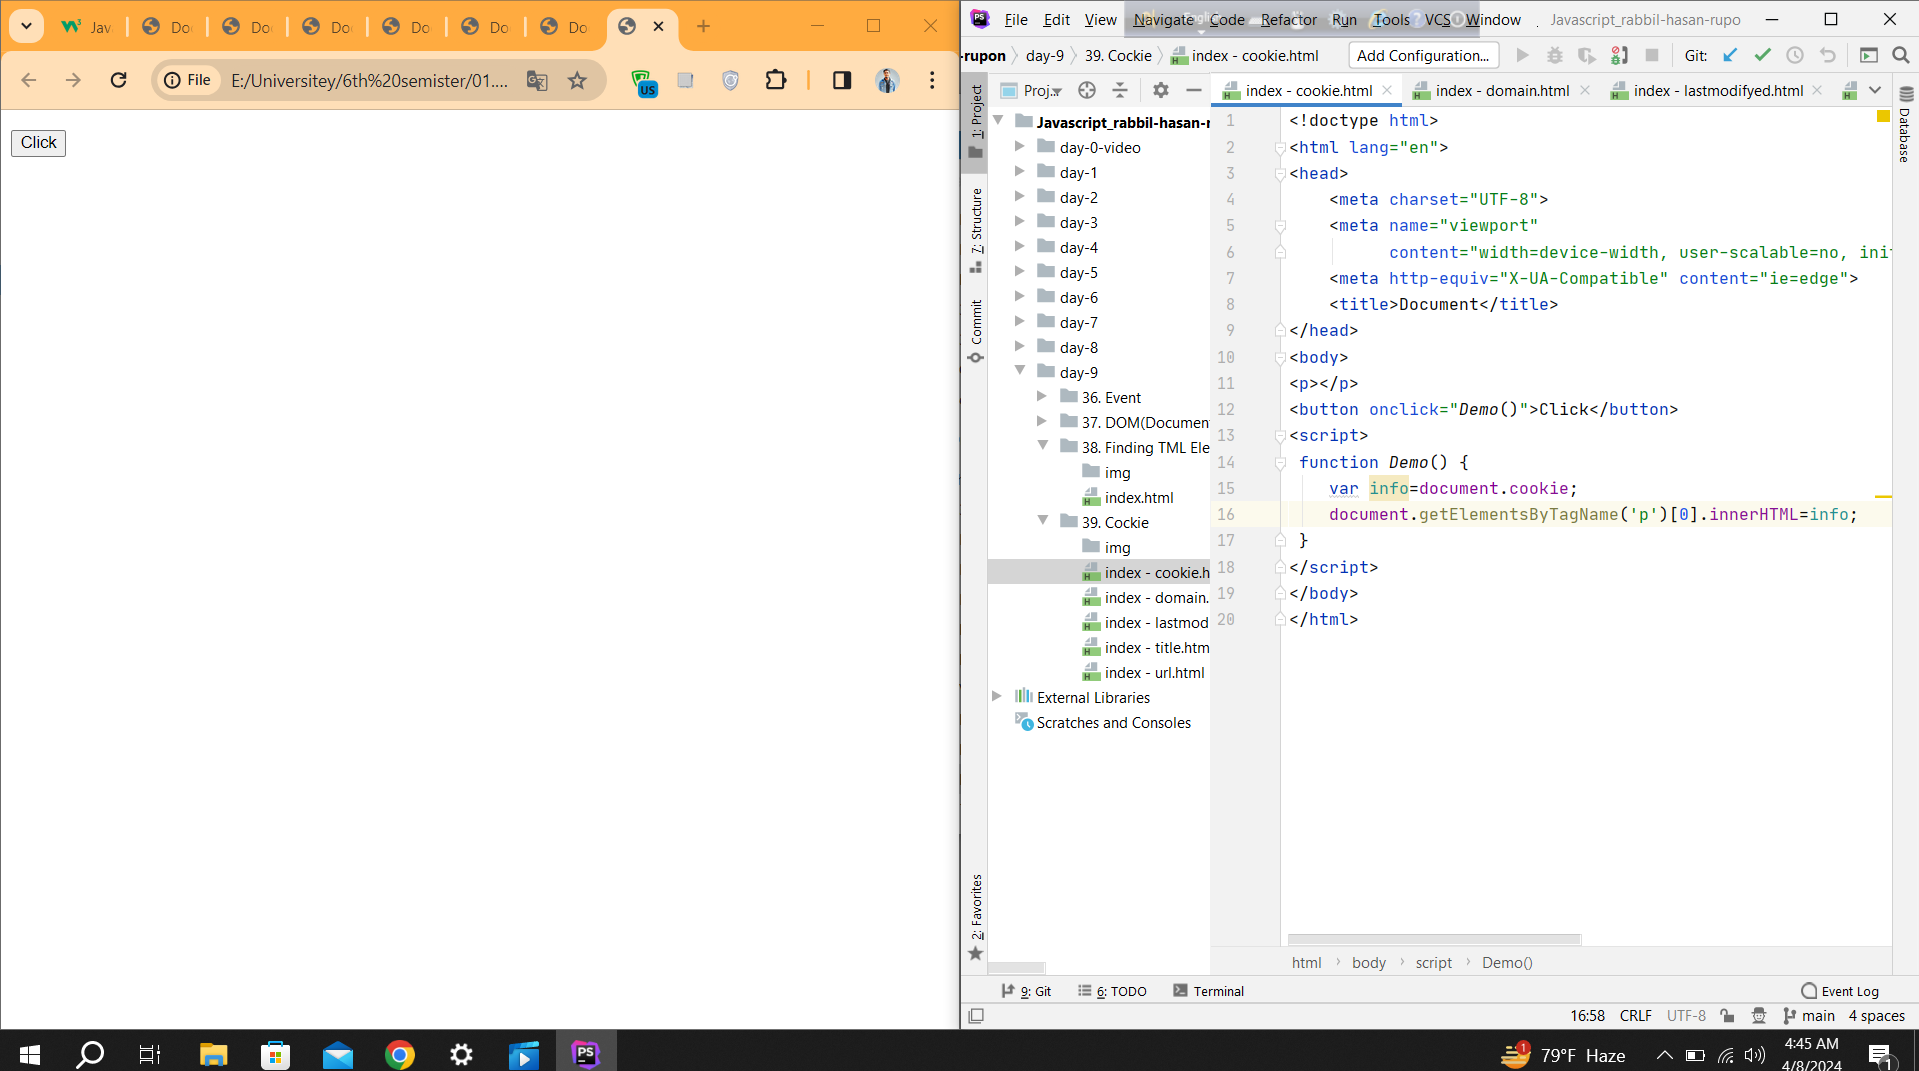 Jav
Do
Do
Do
Do
Do
Do
File
E:/Universitey/6th%20semister/01....
US
Click
PS
File Edit View Navigate Code Refactor Run Tools VCS Window
Javascript_rabbil-hasan-rupo
-rupon
day-9
39. Cockie
index - cookie.html
Add Configuration...
Git:
1: Project
7: Structure
Commit
2: Favorites
Proj...
Javascript_rabbil-hasan-r
day-0-video
day-1
day-2
day-3
day-4
day-5
day-6
day-7
day-8
day-9
36. Event
37. DOM(Documen
38. Finding TML Ele
img
index.html
39. Cockie
img
index - cookie.h
index - domain.
index - lastmod
index - title.htm
index - url.html
External Libraries
Scratches and Consoles
index - cookie.html
index - domain.html
index - lastmodifyed.html
Database
1 <!doctype html>
2 <html lang="en">
3 <head>
4 <meta charset="UTF-8">
5 <meta name="viewport"
6 content="width=device-width, user-scalable=no, ini
7 <meta http-equiv="X-UA-Compatible" content="ie=edge">
8 <title>Document</title>
9 </head>
10 <body>
11 <p></p>
12 <button onclick="Demo()">Click</button>
13 <script>
14 function Demo() {
15 var info=document.cookie;
16 document.getElementsByTagName('p')[0].innerHTML=info;
17 }
18 </script>
19 </body>
20 </html>
html
body
script
Demo()
9: Git
6: TODO
Terminal
Event Log
16:58 CRLF UTF-8 main 4 spaces
PS
1
79°F Haze
4:45 AM
4/8/2024
1